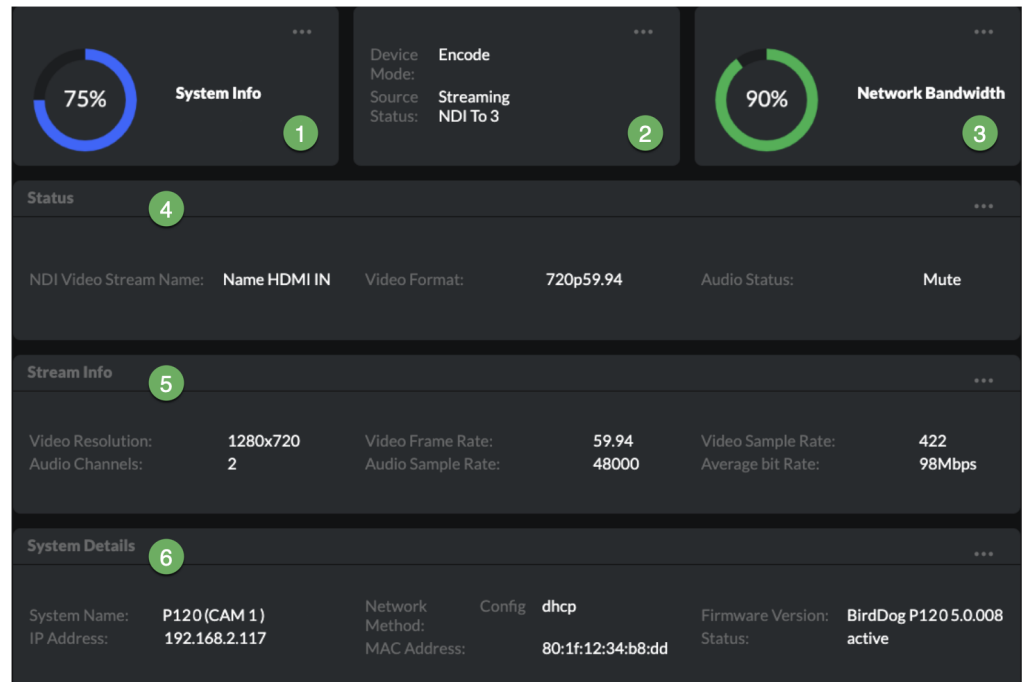 75%
System Info
1
Device Mode: Encode
Source Status: Streaming NDI To 3
2
90%
Network Bandwidth
3
Status
4
NDI Video Stream Name: Name HDMI IN Video Format: 720p59.94 Audio Status: Mute
Stream Info
5
Video Resolution: 1280x720 Video Frame Rate: 59.94 Video Sample Rate: 422
Audio Channels: 2 Audio Sample Rate: 48000 Average bit Rate: 98Mbps
System Details
6
System Name: P120 (CAM 1)
IP Address: 192.168.2.117
Network Config Method: dhcp
MAC Address: 80:1f:12:34:b8:dd
Firmware Version: BirdDog P120 5.0.008
Status: active